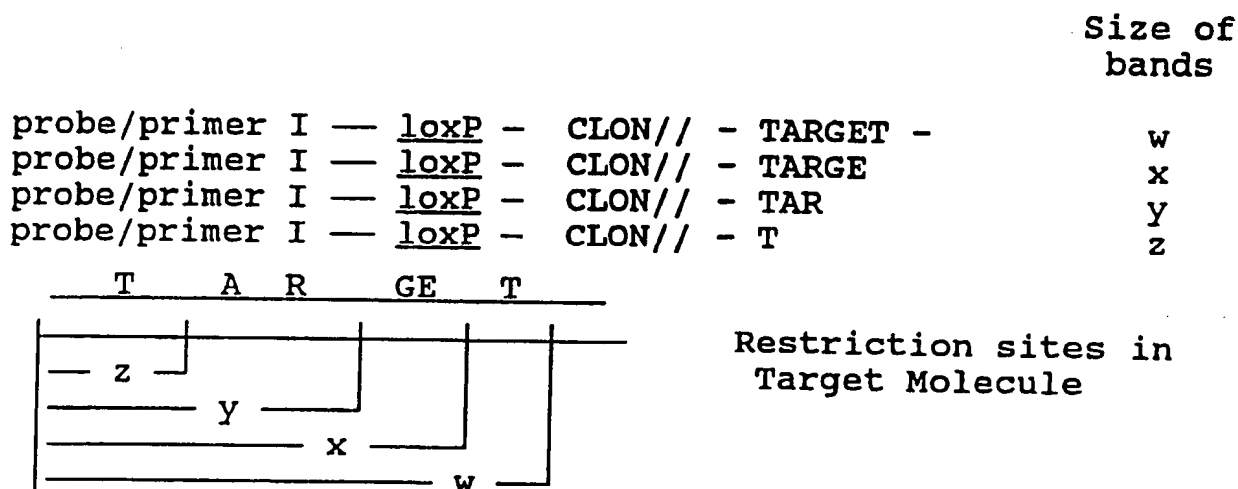 Size of
bands
probe/primer I — loxP - CLON// - TARGET - w
probe/primer I — loxP - CLON// - TARGE x
probe/primer I — loxP - CLON// - TAR y
probe/primer I — loxP - CLON// - T z
T A R GE T
Restriction sites in
Target Molecule
z
y
x
w